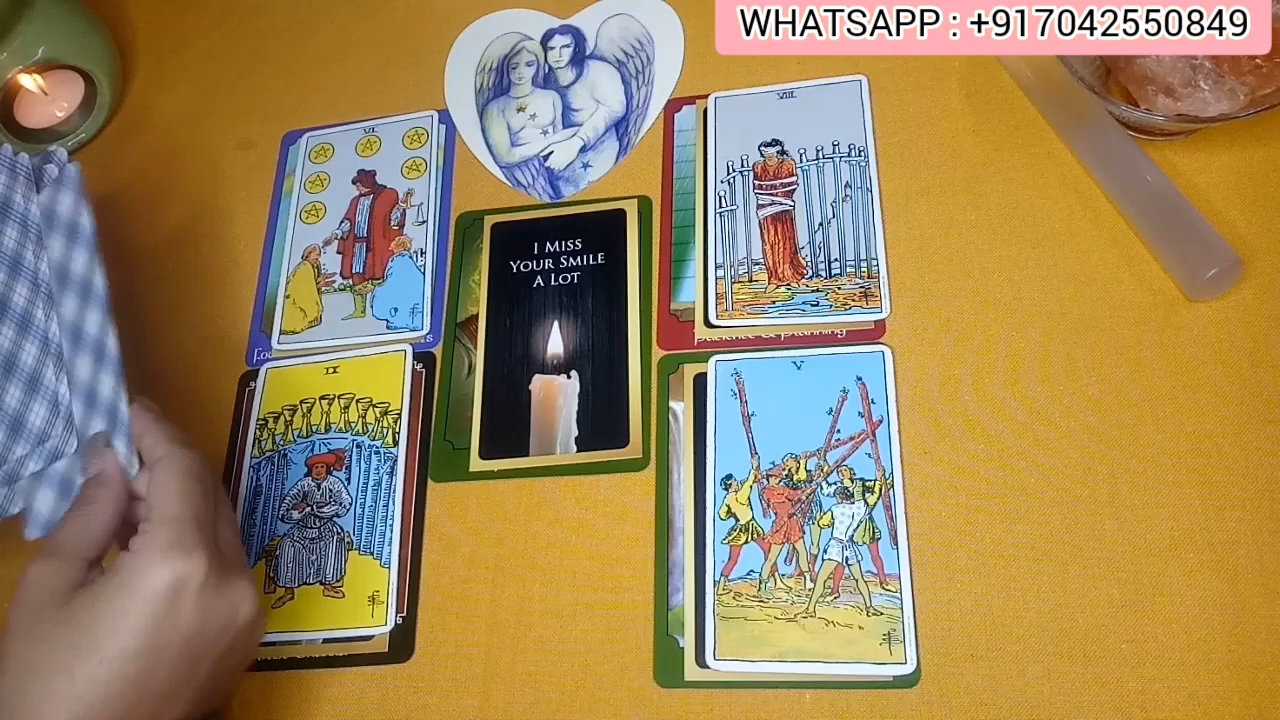 WHATSAPP : +917042550849
VI
VIII
I MISS
YOUR SMILE
A LOT
Patience & Planning
IX
V